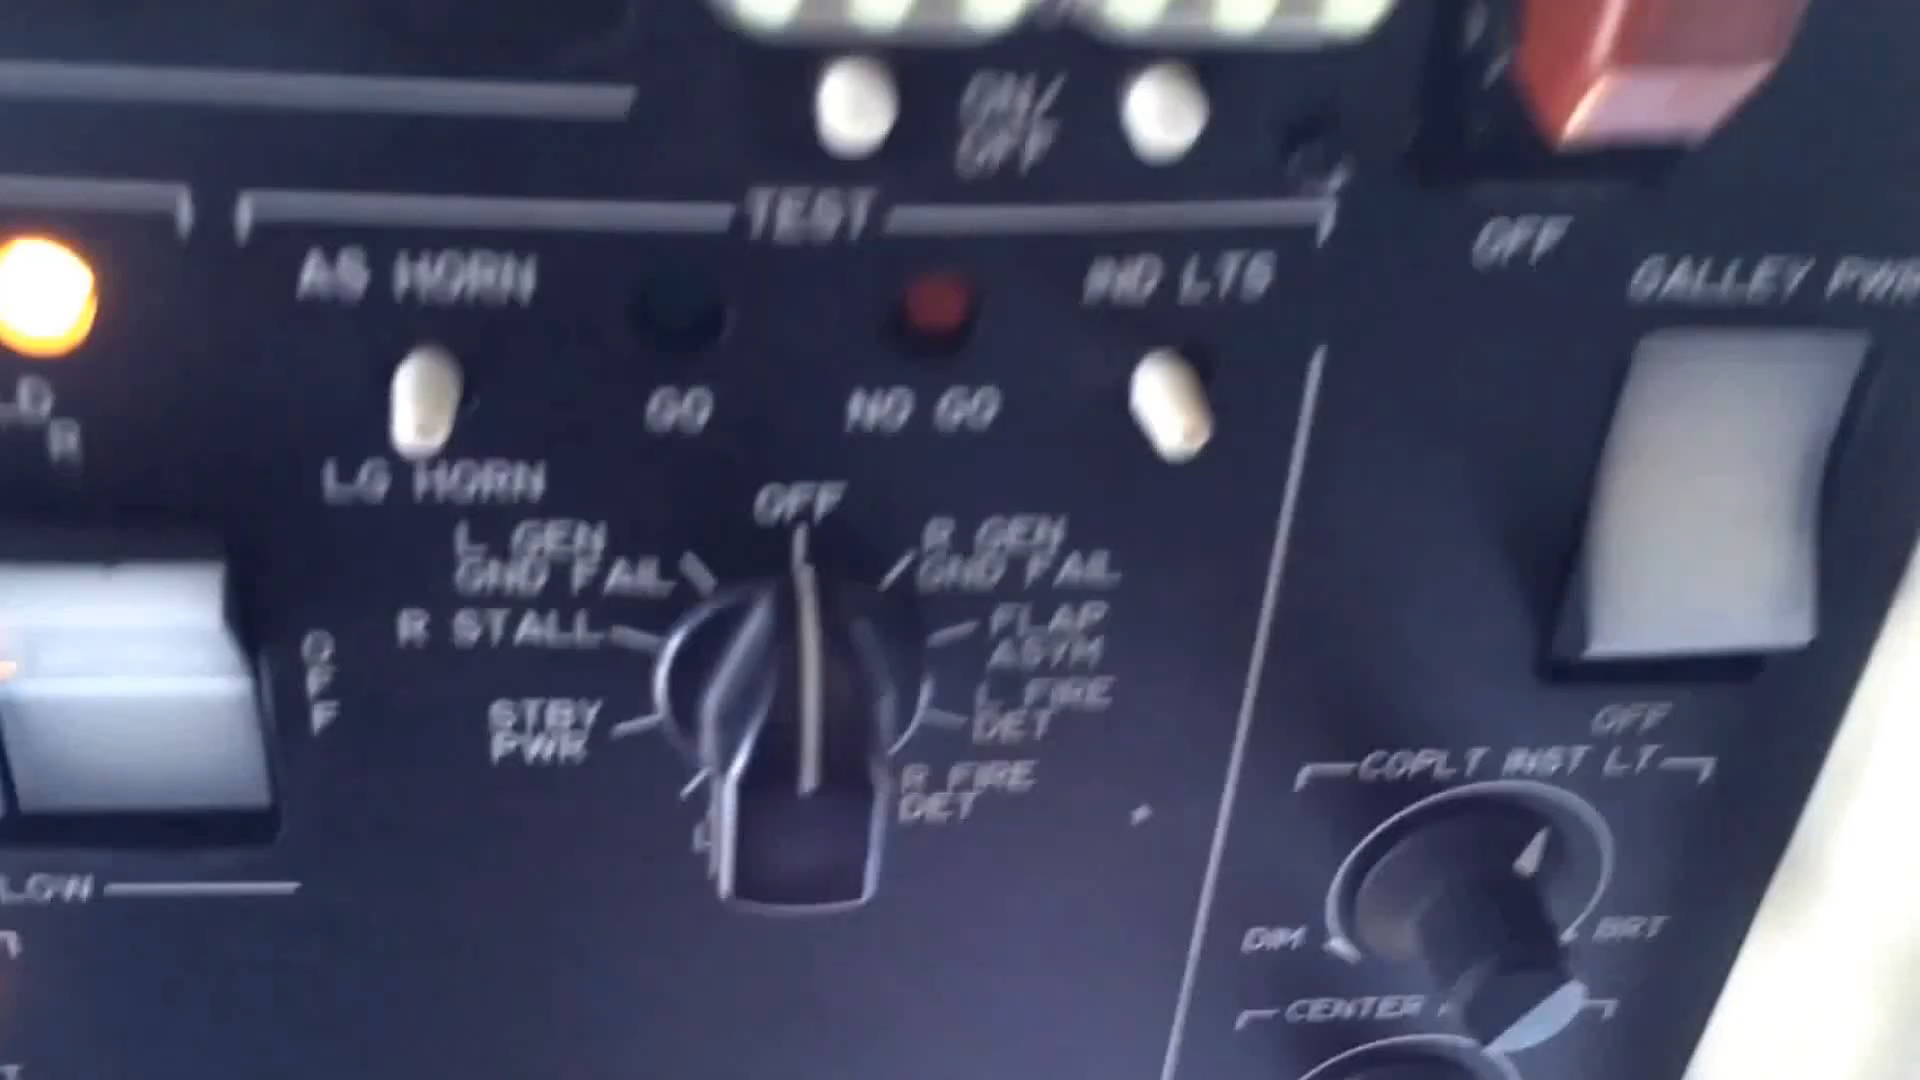 ON/
OFF
TEST
OFF
AS HORN
IND LTS
GALLEY PWR
GO
NO GO
R
LG HORN
OFF
L GEN
GND FAIL
R GEN
GND FAIL
R STALL
FLAP
ASYM
OFF
L FIRE
DET
STBY
PWR
OFF
R FIRE
DET
COPLT INST LT
LOW
DIM
BRT
CENTER